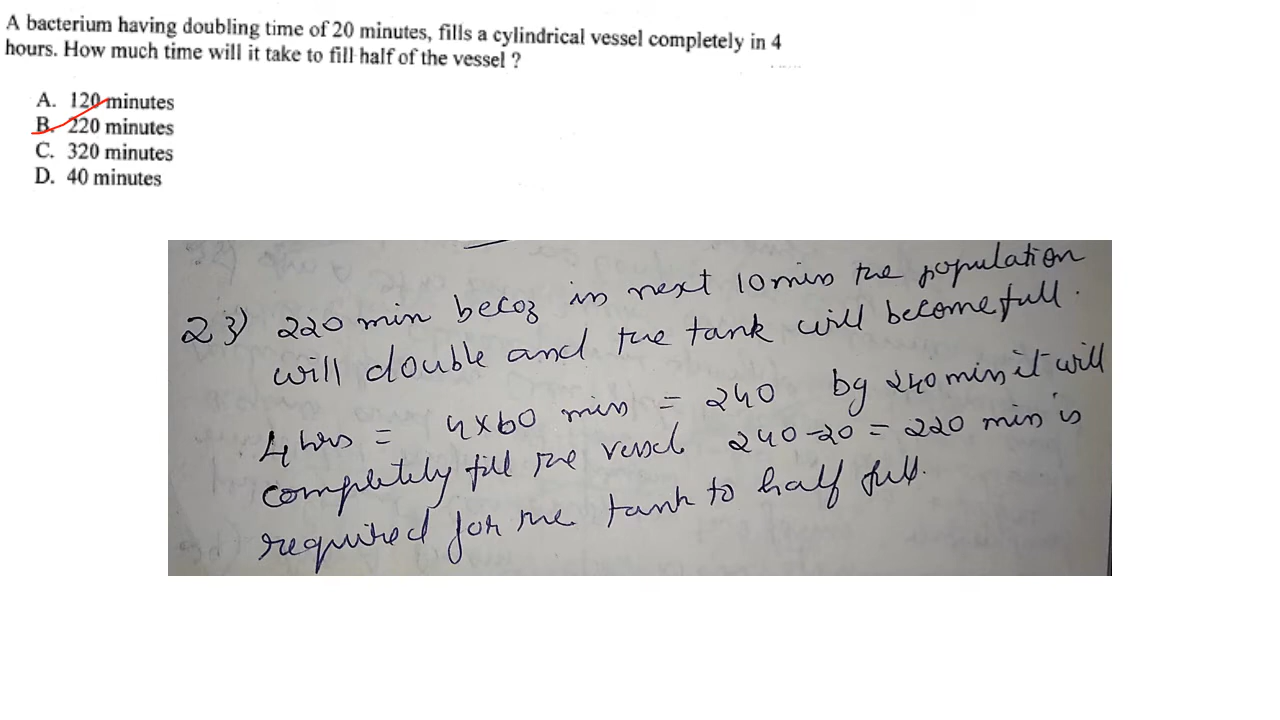 A bacterium having doubling time of 20 minutes, fills a cylindrical vessel completely in 4
hours. How much time will it take to fill half of the vessel ?
A. 120 minutes
B. 220 minutes
C. 320 minutes
D. 40 minutes
23) 220 min becoz in next 10 min the population
will double and the tank will become full.
4 hrs = 4x60 min = 240 by 240 min it will
completely fill the vessel 240-20 = 220 min is
required for the tank to half full.